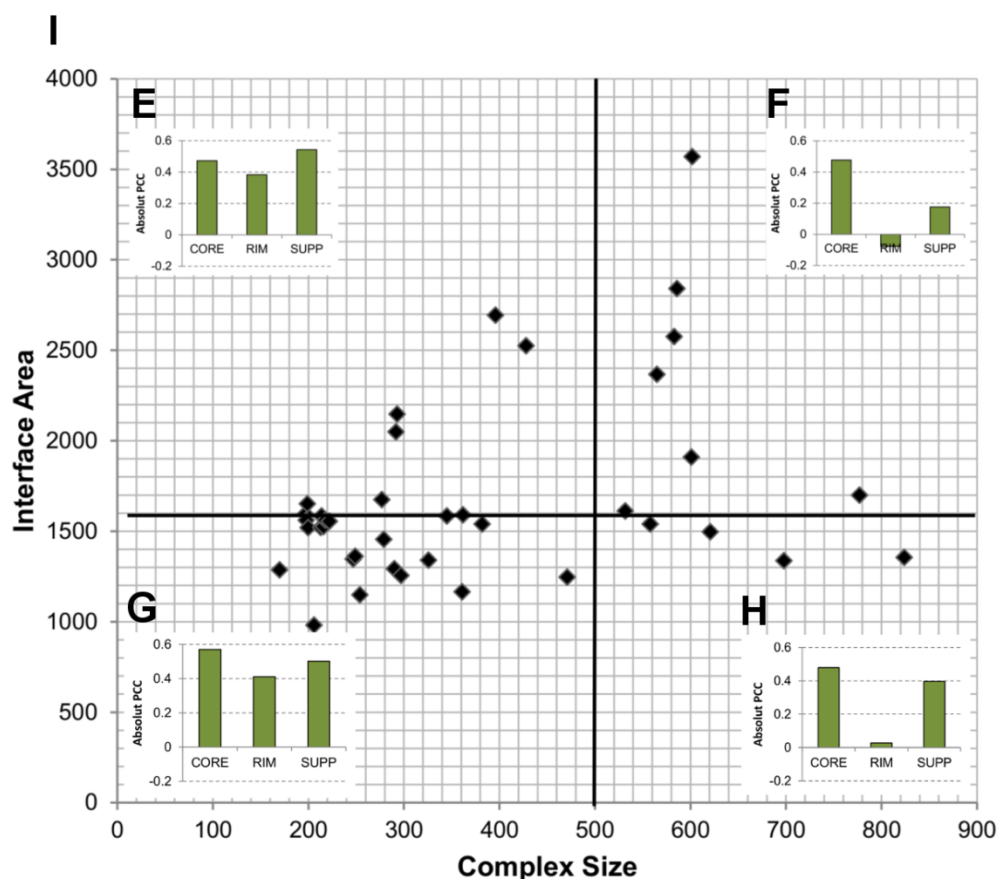 I
4000
3500
3000
2500
2000
1500
1000
500
0
Interface Area
0 100 200 300 400 500 600 700 800 900
Complex Size
E
Absolut PCC
0.6
0.4
0.2
0
-0.2
CORE RIM SUPP
F
Absolut PCC
0.6
0.4
0.2
0
-0.2
CORE RIM SUPP
G
Absolut PCC
0.6
0.4
0.2
0
-0.2
CORE RIM SUPP
H
Absolut PCC
0.6
0.4
0.2
0
-0.2
CORE RIM SUPP